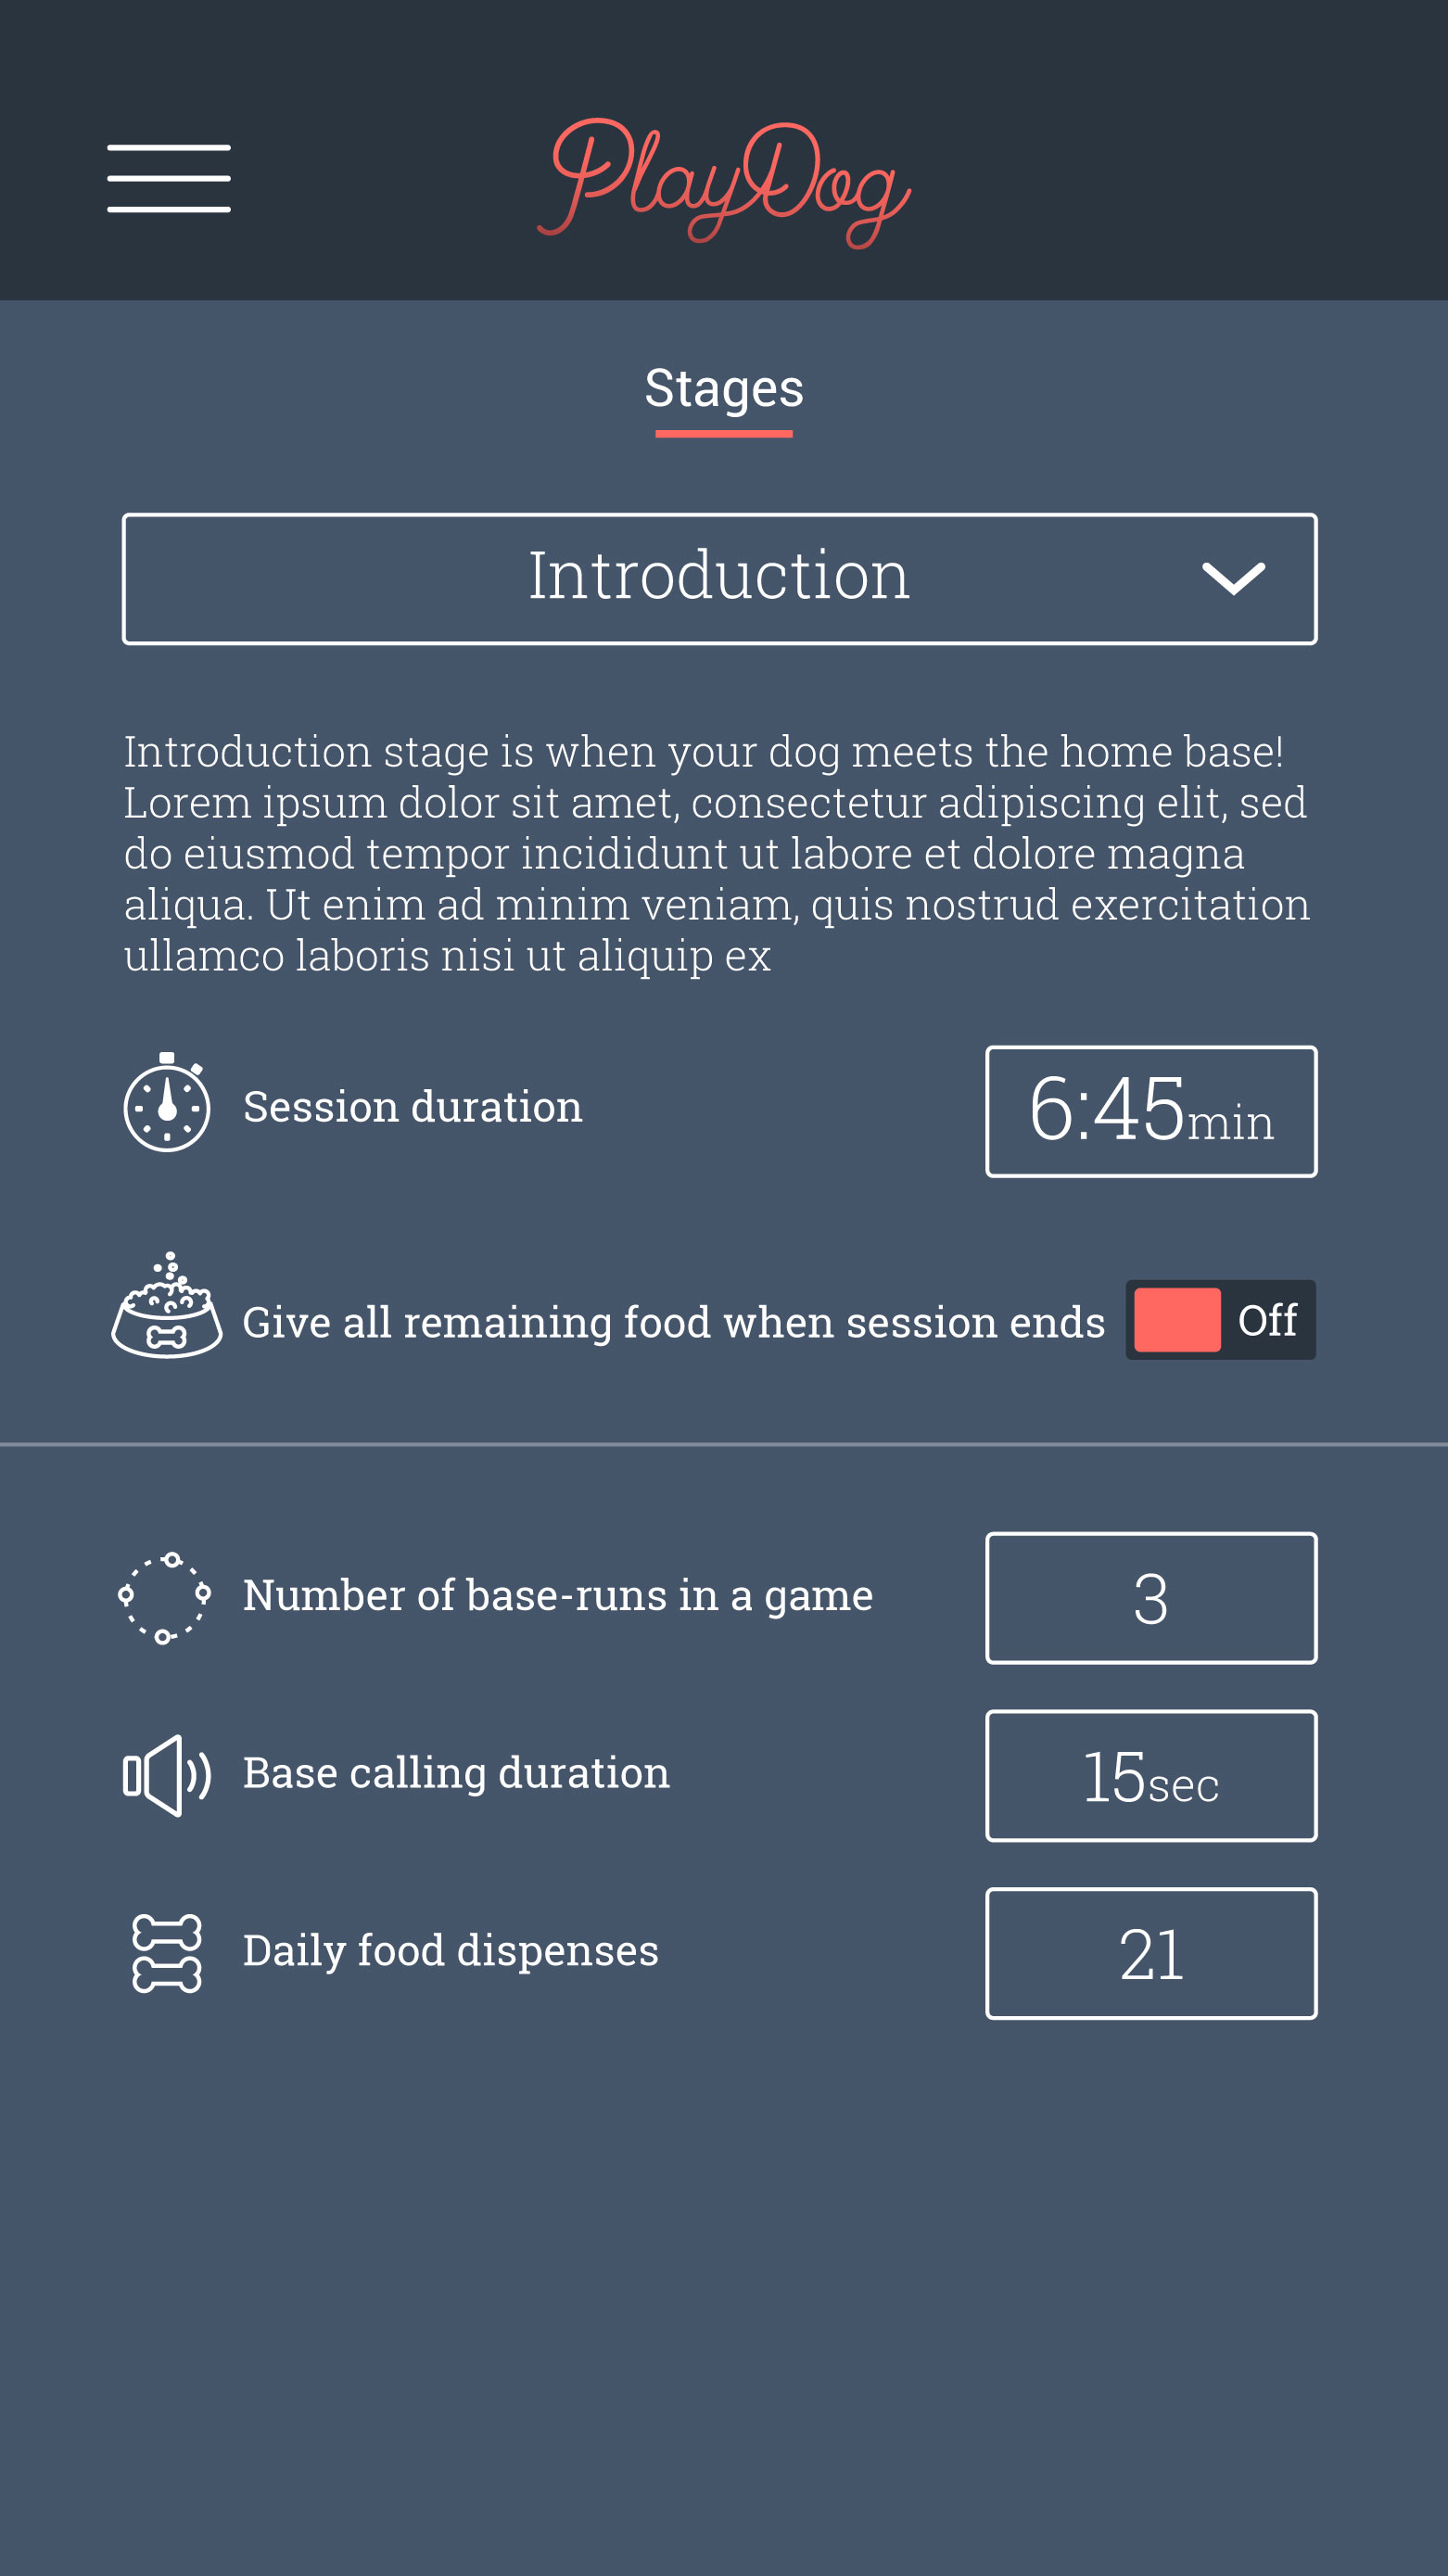 PlayDog
Stages
Introduction
Introduction stage is when your dog meets the home base!
Lorem ipsum dolor sit amet, consectetur adipiscing elit, sed
do eiusmod tempor incididunt ut labore et dolore magna
aliqua. Ut enim ad minim veniam, quis nostrud exercitation
ullamco laboris nisi ut aliquip ex
Session duration 6:45min
Give all remaining food when session ends Off
Number of base-runs in a game 3
Base calling duration 15sec
Daily food dispenses 21